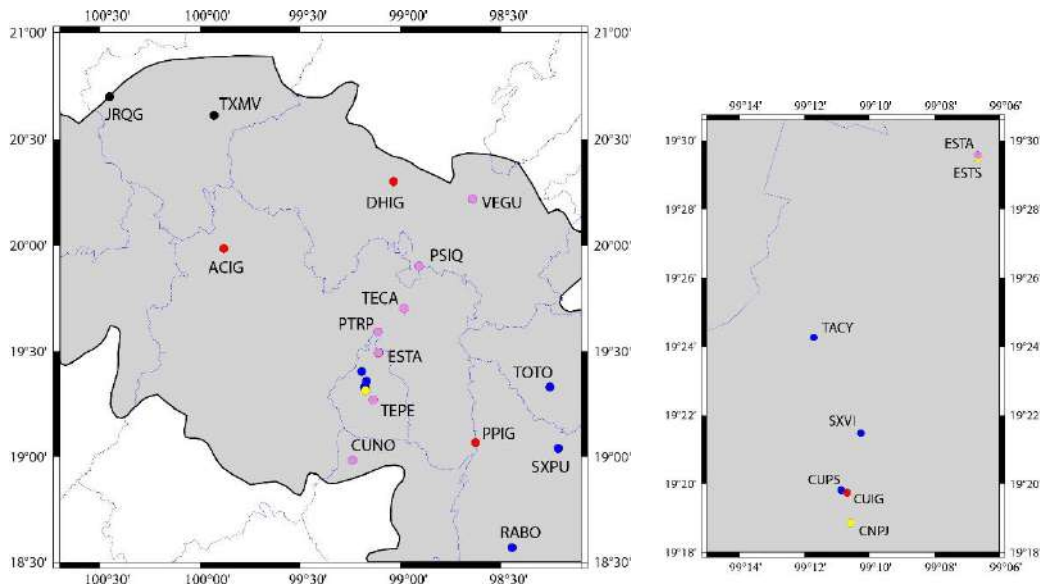 100°30' 100°00' 99°30' 99°00' 98°30'
21°00' 21°00'
JRQG TXMV
20°30' 20°30'
DHIG VEGU
20°00' 20°00'
ACIG PSIQ
TECA
PTRP
19°30' ESTA 19°30'
TOTO
TEPE
PPIG
CUNO
19°00' SXPU 19°00'
RABO
18°30' 18°30'
100°30' 100°00' 99°30' 99°00' 98°30'
99°14' 99°12' 99°10' 99°08' 99°06'
19°30' ESTA 19°30'
ESTS
19°28' 19°28'
19°26' 19°26'
TACY
19°24' 19°24'
19°22' SXVI 19°22'
19°20' CUPS 19°20'
CUIG
CNPJ
19°18' 19°18'
99°14' 99°12' 99°10' 99°08' 99°06'